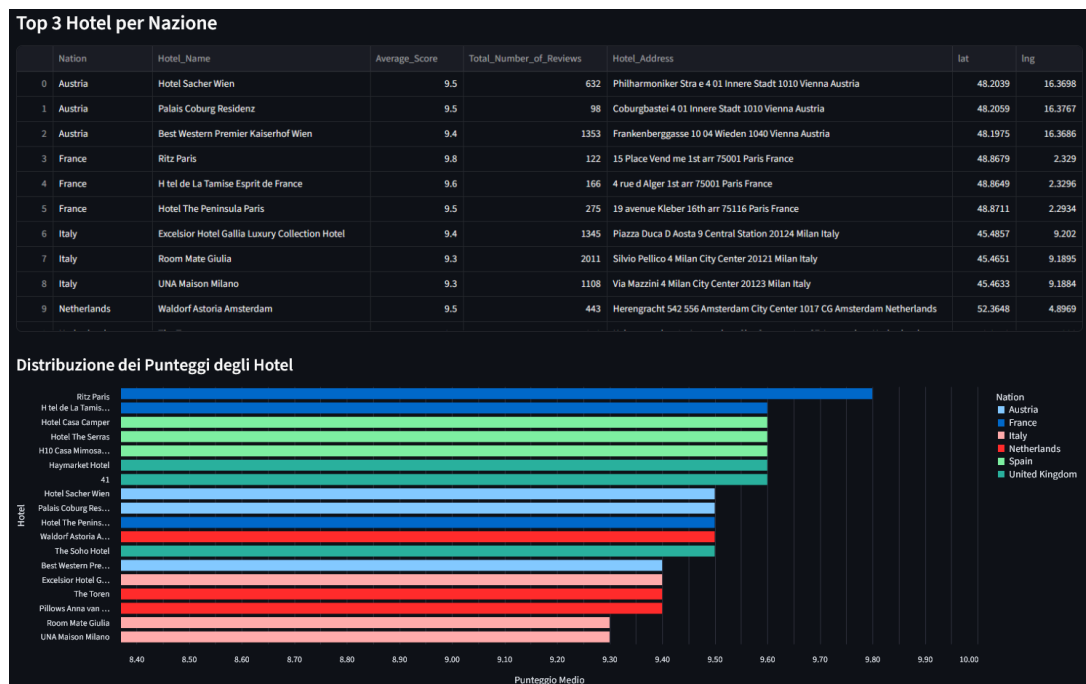 Top 3 Hotel per Nazione
Nation Hotel_Name Average_Score Total_Number_of_Reviews Hotel_Address lat lng
0 Austria Hotel Sacher Wien 9.5 632 Philharmoniker Stra e 4 01 Innere Stadt 1010 Vienna Austria 48.2039 16.3698
1 Austria Palais Coburg Residenz 9.5 98 Coburgbastei 4 01 Innere Stadt 1010 Vienna Austria 48.2059 16.3767
2 Austria Best Western Premier Kaiserhof Wien 9.4 1353 Frankenberggasse 10 04 Wieden 1040 Vienna Austria 48.1975 16.3686
3 France Ritz Paris 9.8 122 15 Place Vend me 1st arr 75001 Paris France 48.8679 2.329
4 France H tel de La Tamise Esprit de France 9.6 166 4 rue d Alger 1st arr 75001 Paris France 48.8649 2.3296
5 France Hotel The Peninsula Paris 9.5 275 19 avenue Kleber 16th arr 75116 Paris France 48.8711 2.2934
6 Italy Excelsior Hotel Gallia Luxury Collection Hotel 9.4 1345 Piazza Duca D Aosta 9 Central Station 20124 Milan Italy 45.4857 9.202
7 Italy Room Mate Giulia 9.3 2011 Silvio Pellico 4 Milan City Center 20121 Milan Italy 45.4651 9.1895
8 Italy UNA Maison Milano 9.3 1108 Via Mazzini 4 Milan City Center 20123 Milan Italy 45.4633 9.1884
9 Netherlands Waldorf Astoria Amsterdam 9.5 443 Herengracht 542 556 Amsterdam City Center 1017 CG Amsterdam Netherlands 52.3648 4.8969
Distribuzione dei Punteggi degli Hotel
Hotel
Ritz Paris
H tel de La Tamis…
Hotel Casa Camper
Hotel The Serras
H10 Casa Mimosa…
Haymarket Hotel
41
Hotel Sacher Wien
Palais Coburg Res…
Hotel The Penins…
Waldorf Astoria A…
The Soho Hotel
Best Western Pre…
Excelsior Hotel G…
The Toren
Pillows Anna van …
Room Mate Giulia
UNA Maison Milano
8.40 8.50 8.60 8.70 8.80 8.90 9.00 9.10 9.20 9.30 9.40 9.50 9.60 9.70 9.80 9.90 10.00
Punteggio Medio
Nation
Austria
France
Italy
Netherlands
Spain
United Kingdom